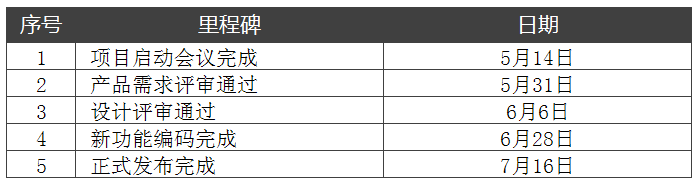 序号 里程碑 日期
1 项目启动会议完成 5月14日
2 产品需求评审通过 5月31日
3 设计评审通过 6月6日
4 新功能编码完成 6月28日
5 正式发布完成 7月16日